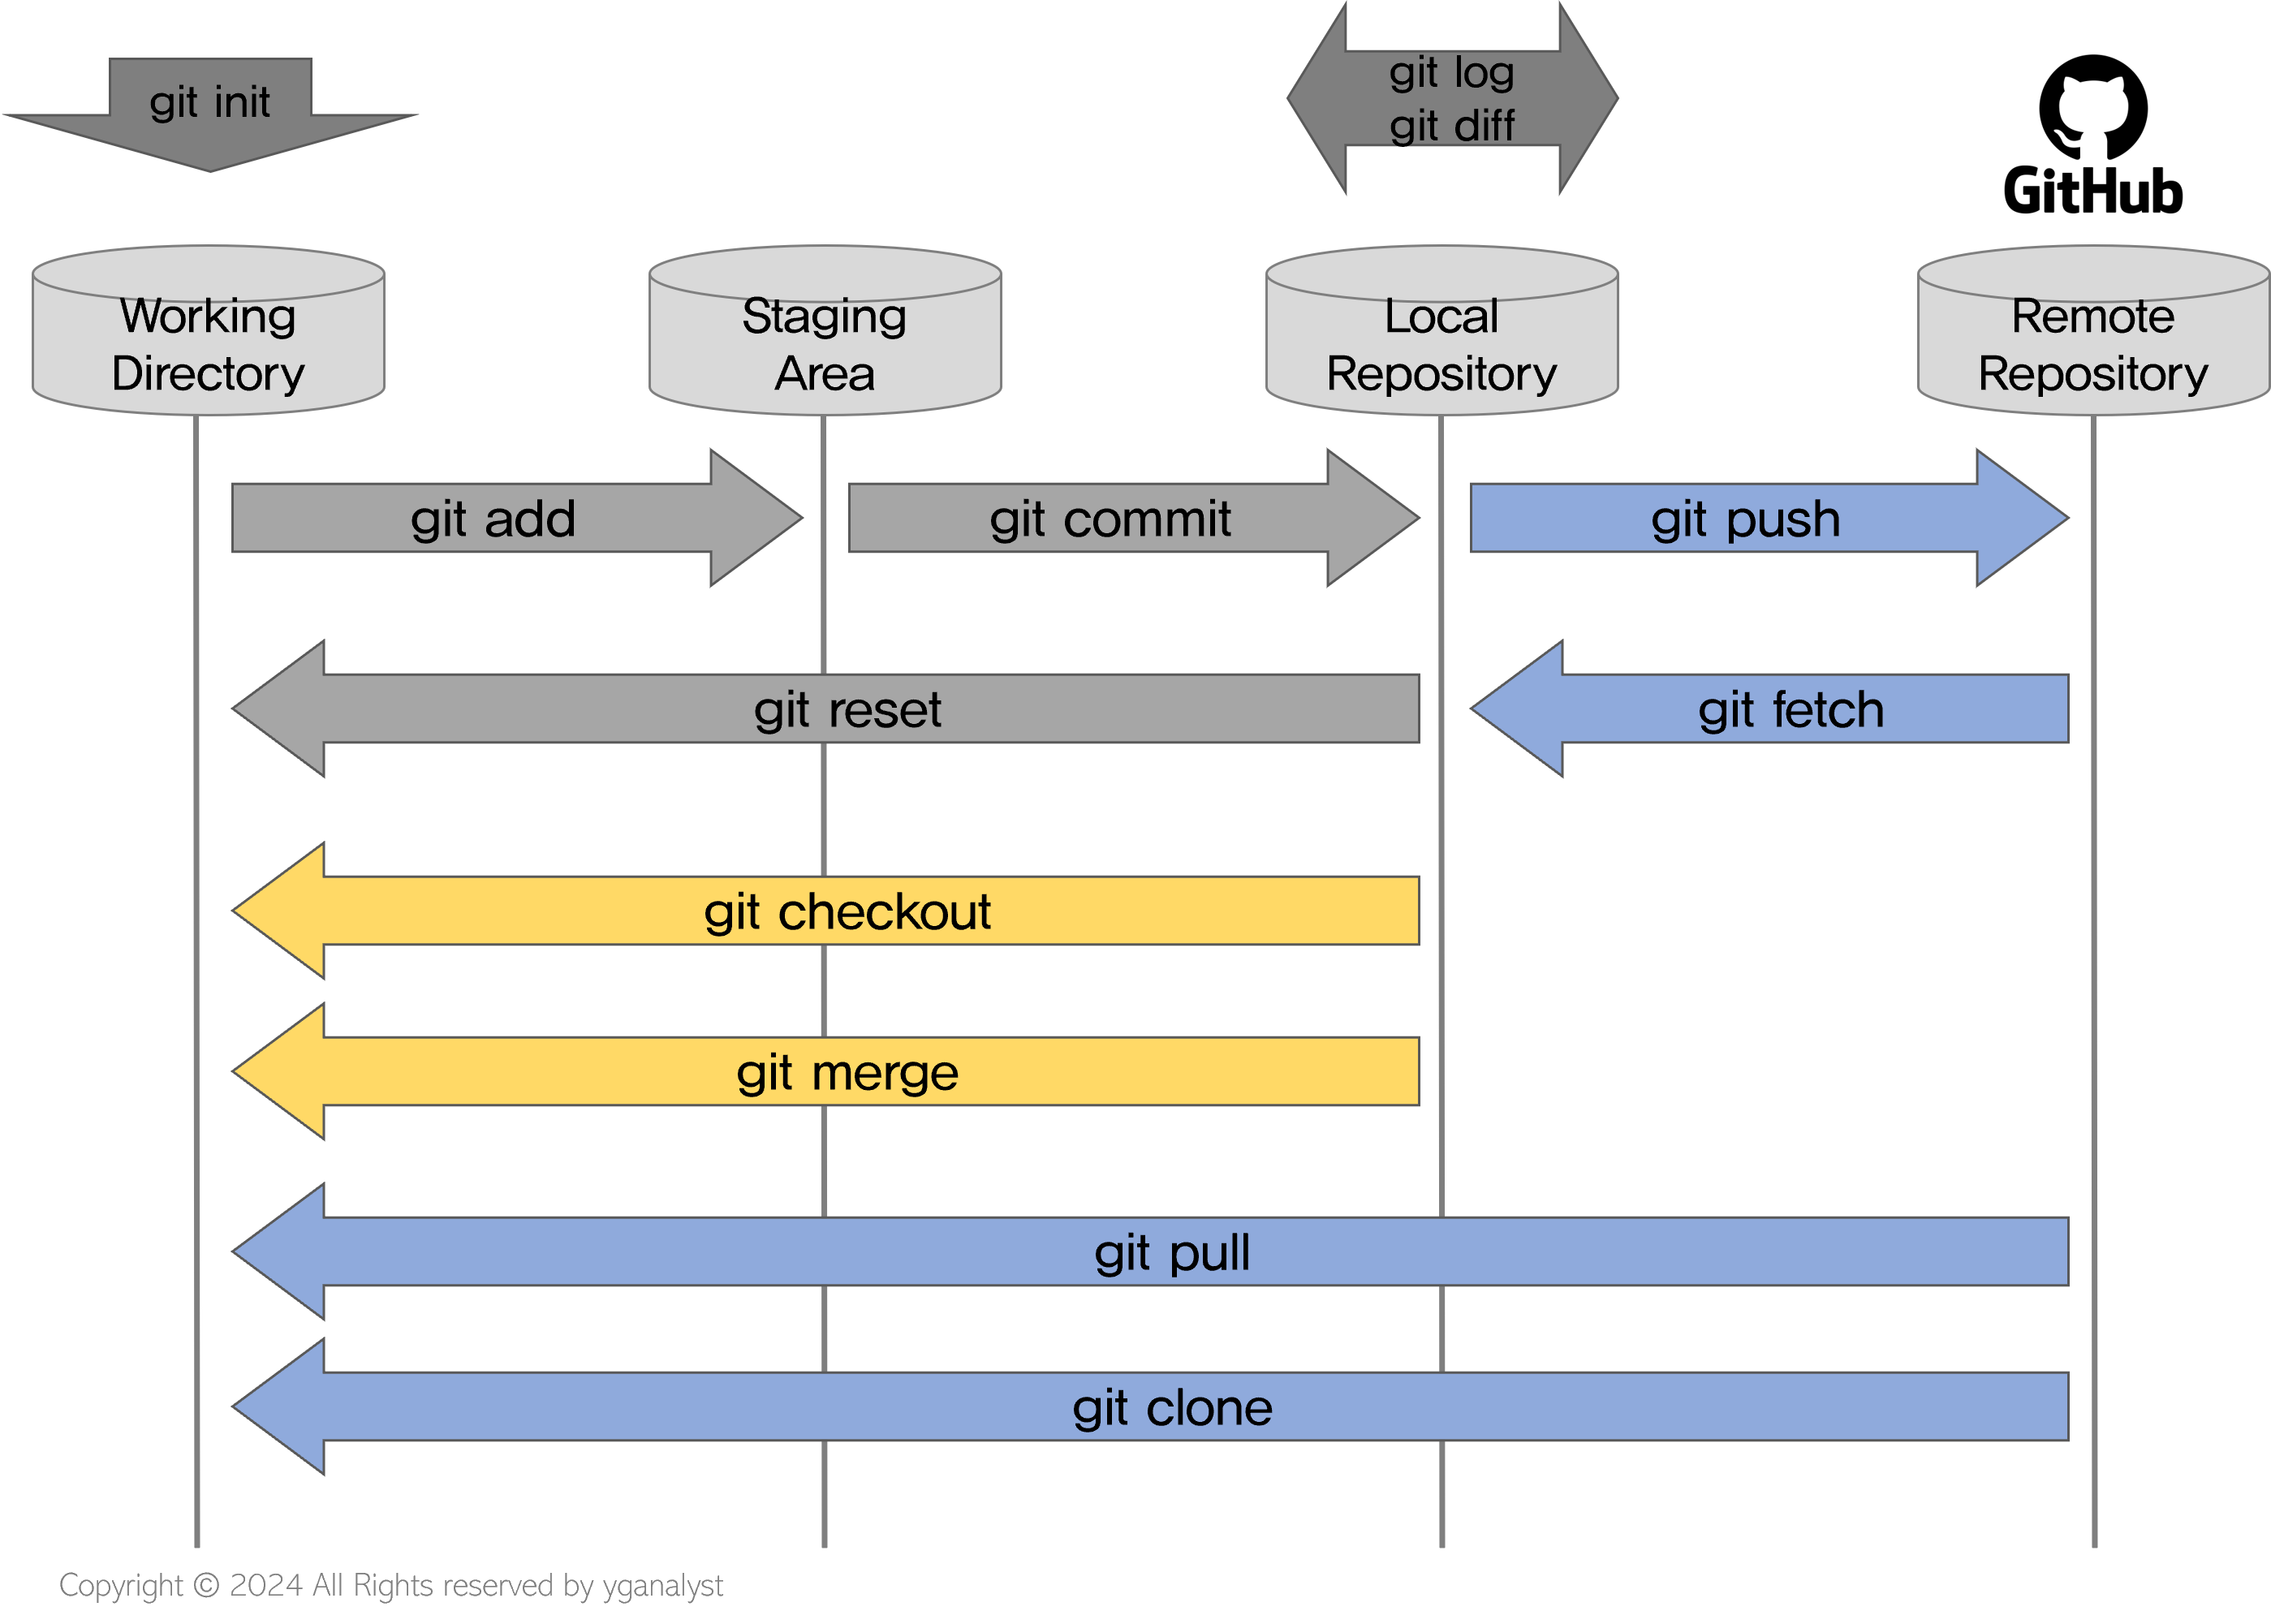 git init
git log
git diff
GitHub
Working
Directory
Staging
Area
Local
Repository
Remote
Repository
git add
git commit
git push
git reset
git fetch
git checkout
git merge
git pull
git clone
Copyright © 2024 All Rights reserved by yganalyst